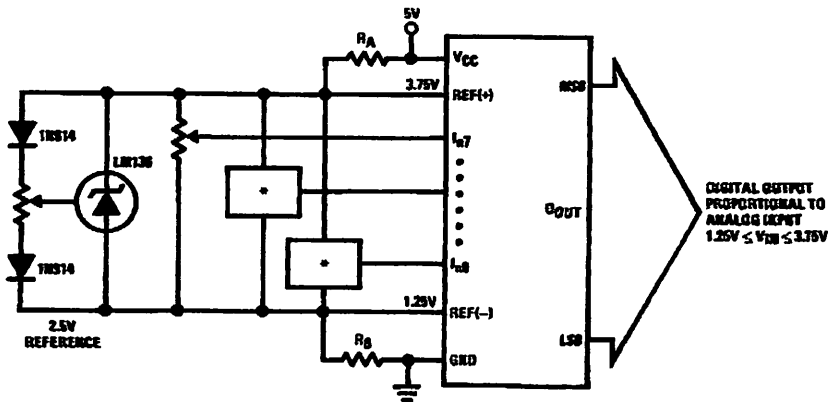 5V
RA
VCC
3.75V
REF(+)
MSB
1N914
LM136
In7
*
QOUT
DIGITAL OUTPUT
PROPORTIONAL TO
ANALOG INPUT
1.25V ≤ VIN ≤ 3.75V
*
In0
1N914
1.25V
REF(–)
2.5V
REFERENCE
RB
GND
LSB